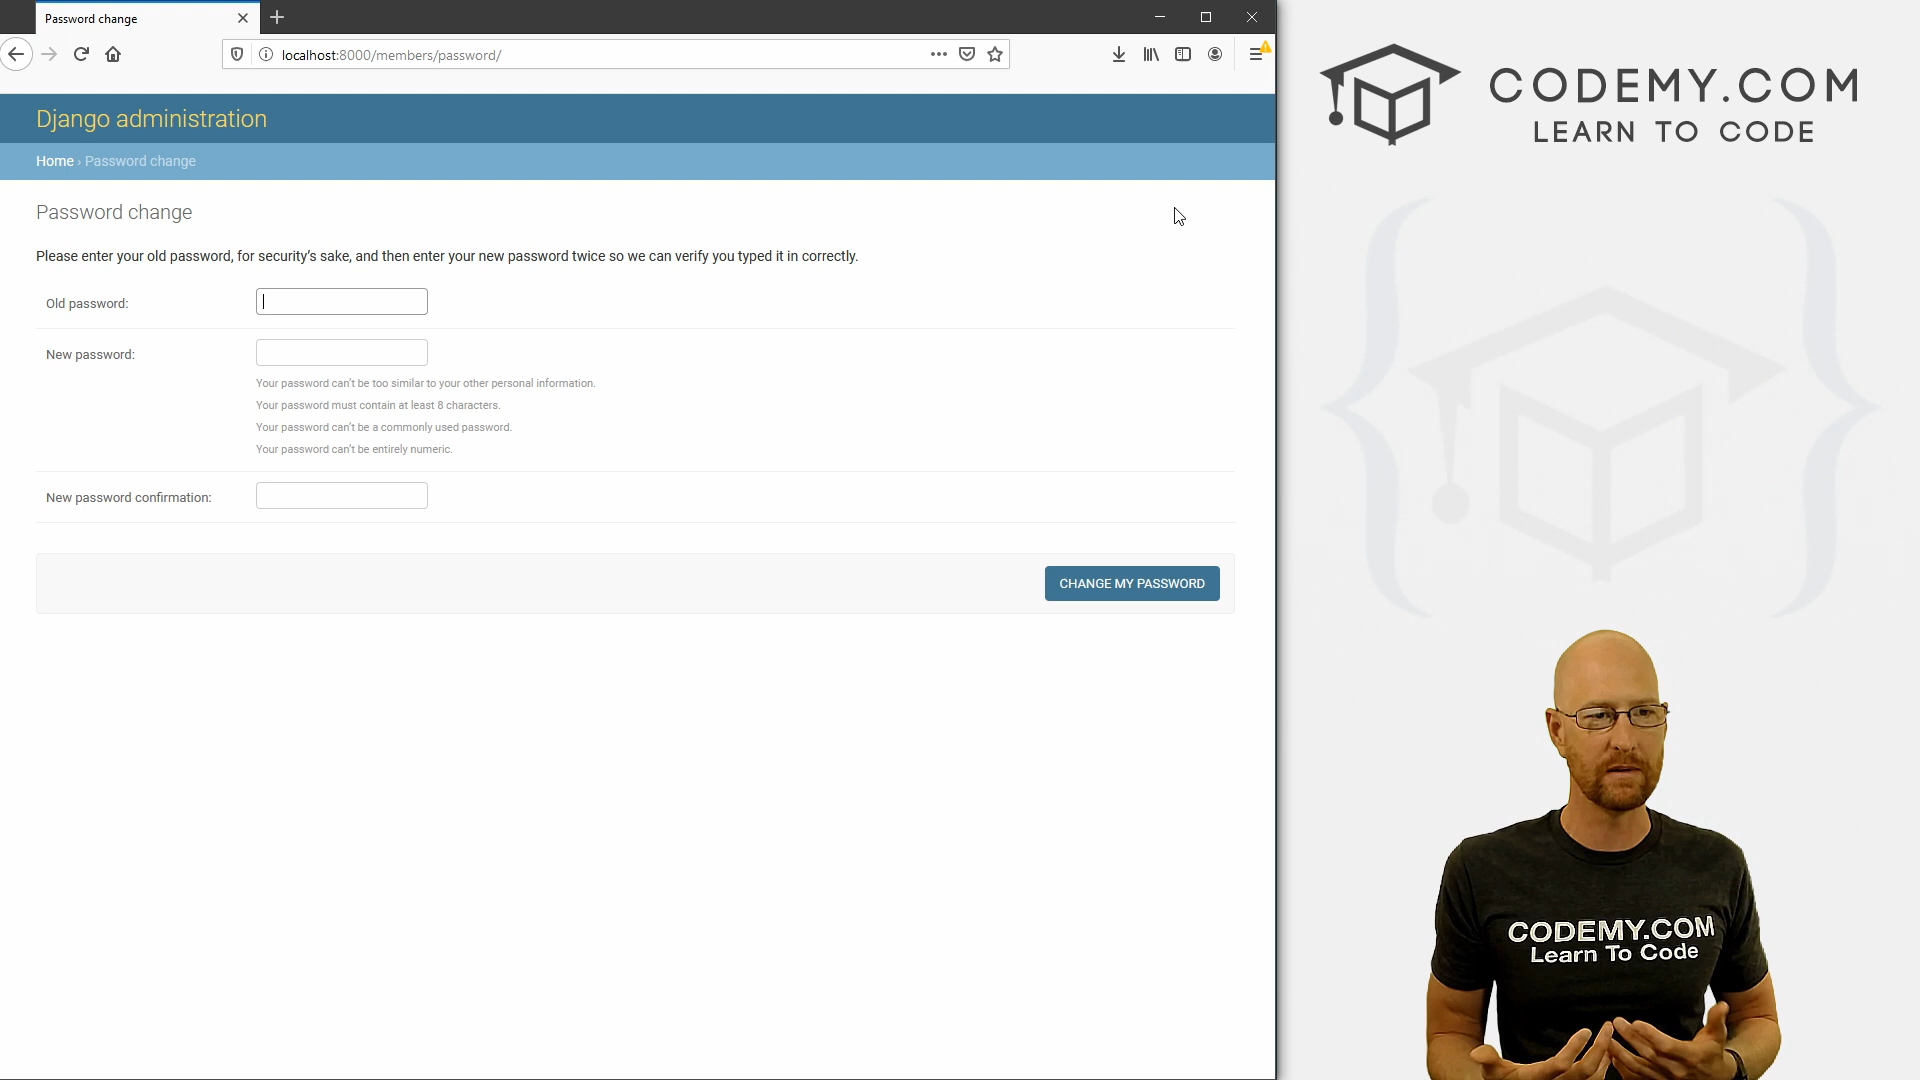 Password change
localhost:8000/members/password/
Django administration
Home › Password change
Password change
Please enter your old password, for security’s sake, and then enter your new password twice so we can verify you typed it in correctly.
Old password:
New password:
Your password can’t be too similar to your other personal information.
Your password must contain at least 8 characters.
Your password can’t be a commonly used password.
Your password can’t be entirely numeric.
New password confirmation:
CHANGE MY PASSWORD
CODEMY.COM
LEARN TO CODE
CODEMY.COM
Learn To Code